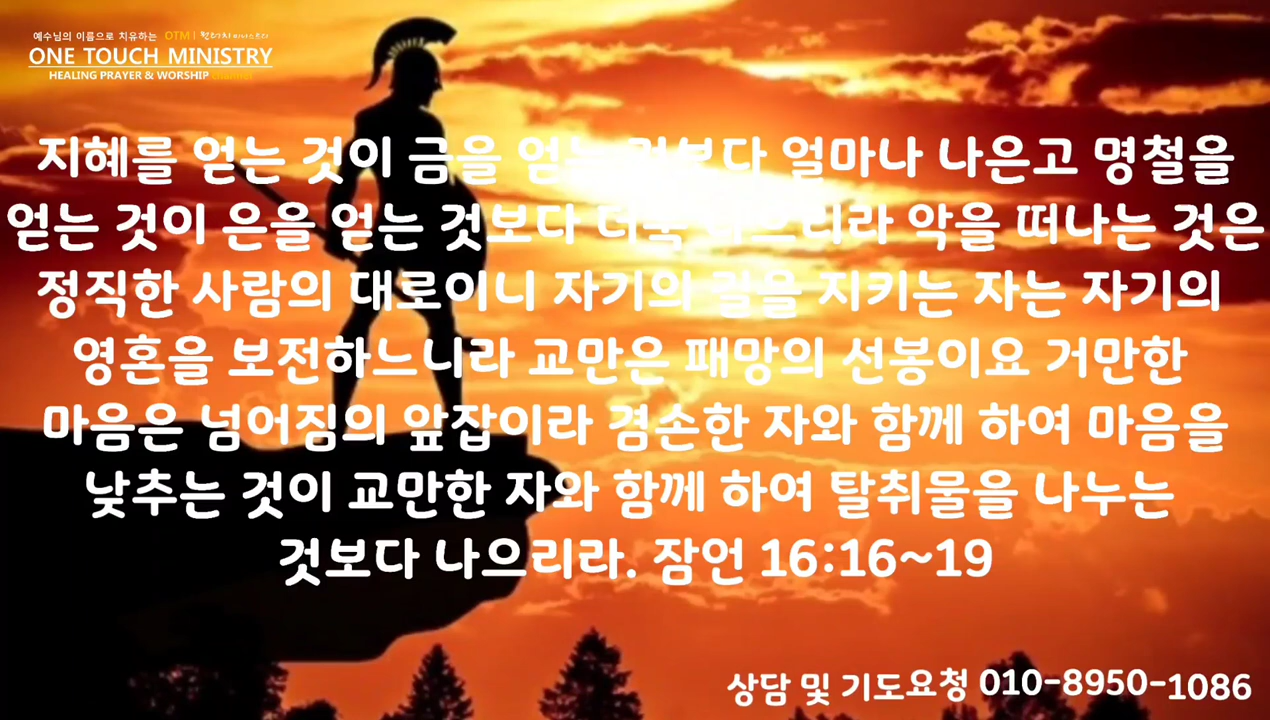 예수님의 이름으로 치유하는 OTM
ONE TOUCH MINISTRY
HEALING PRAYER & WORSHIP channel
지혜를 얻는 것이 금을 얻는 것보다 얼마나 나은고 명철을
얻는 것이 은을 얻는 것보다 더욱 나으리라 악을 떠나는 것은
정직한 사람의 대로이니 자기의 길을 지키는 자는 자기의
영혼을 보전하느니라 교만은 패망의 선봉이요 거만한
마음은 넘어짐의 앞잡이라 겸손한 자와 함께 하여 마음을
낮추는 것이 교만한 자와 함께 하여 탈취물을 나누는
것보다 나으리라. 잠언 16:16~19
상담 및 기도요청 010-8950-1086